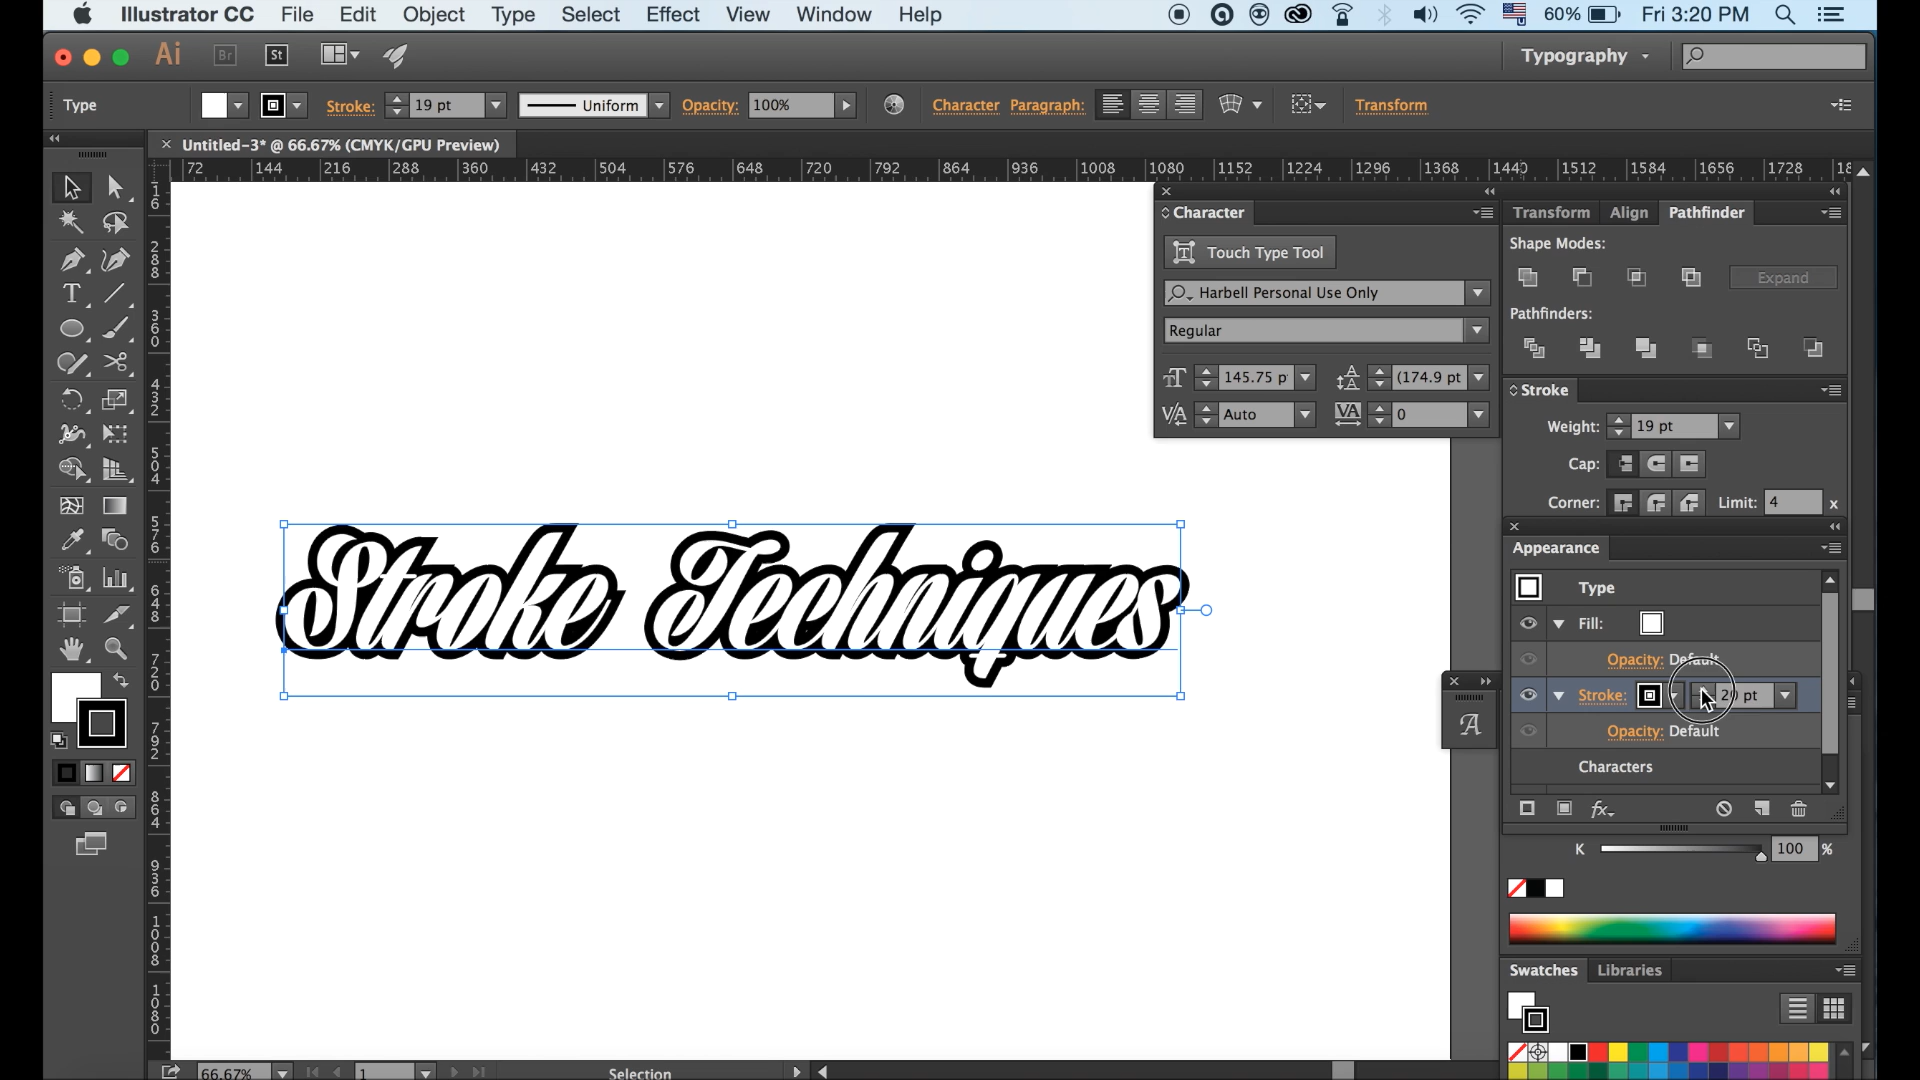 Illustrator CC File Edit Object Type Select Effect View Window Help 60% Fri 3:20 PM
Ai Br St Typography
Type Stroke: 19 pt Uniform Opacity: 100% Character Paragraph: Transform
Untitled-3* @ 66.67% (CMYK/GPU Preview)
72 144 216 288 360 432 504 576 648 720 792 864 936 1008 1080 1152 1224 1296 1368 1440 1512 1584 1656 1728
Character
Touch Type Tool
Harbell Personal Use Only
Regular
145.75 p (174.9 pt
Auto 0
Transform Align Pathfinder
Shape Modes:
Expand
Pathfinders:
Stroke
Weight: 19 pt
Cap:
Corner: Limit: 4 x
Stroke Techniques
Appearance
Type
Fill:
Opacity: Default
Stroke: 20 pt
Opacity: Default
Characters
K 100 %
Swatches Libraries
66.67% 1 Selection